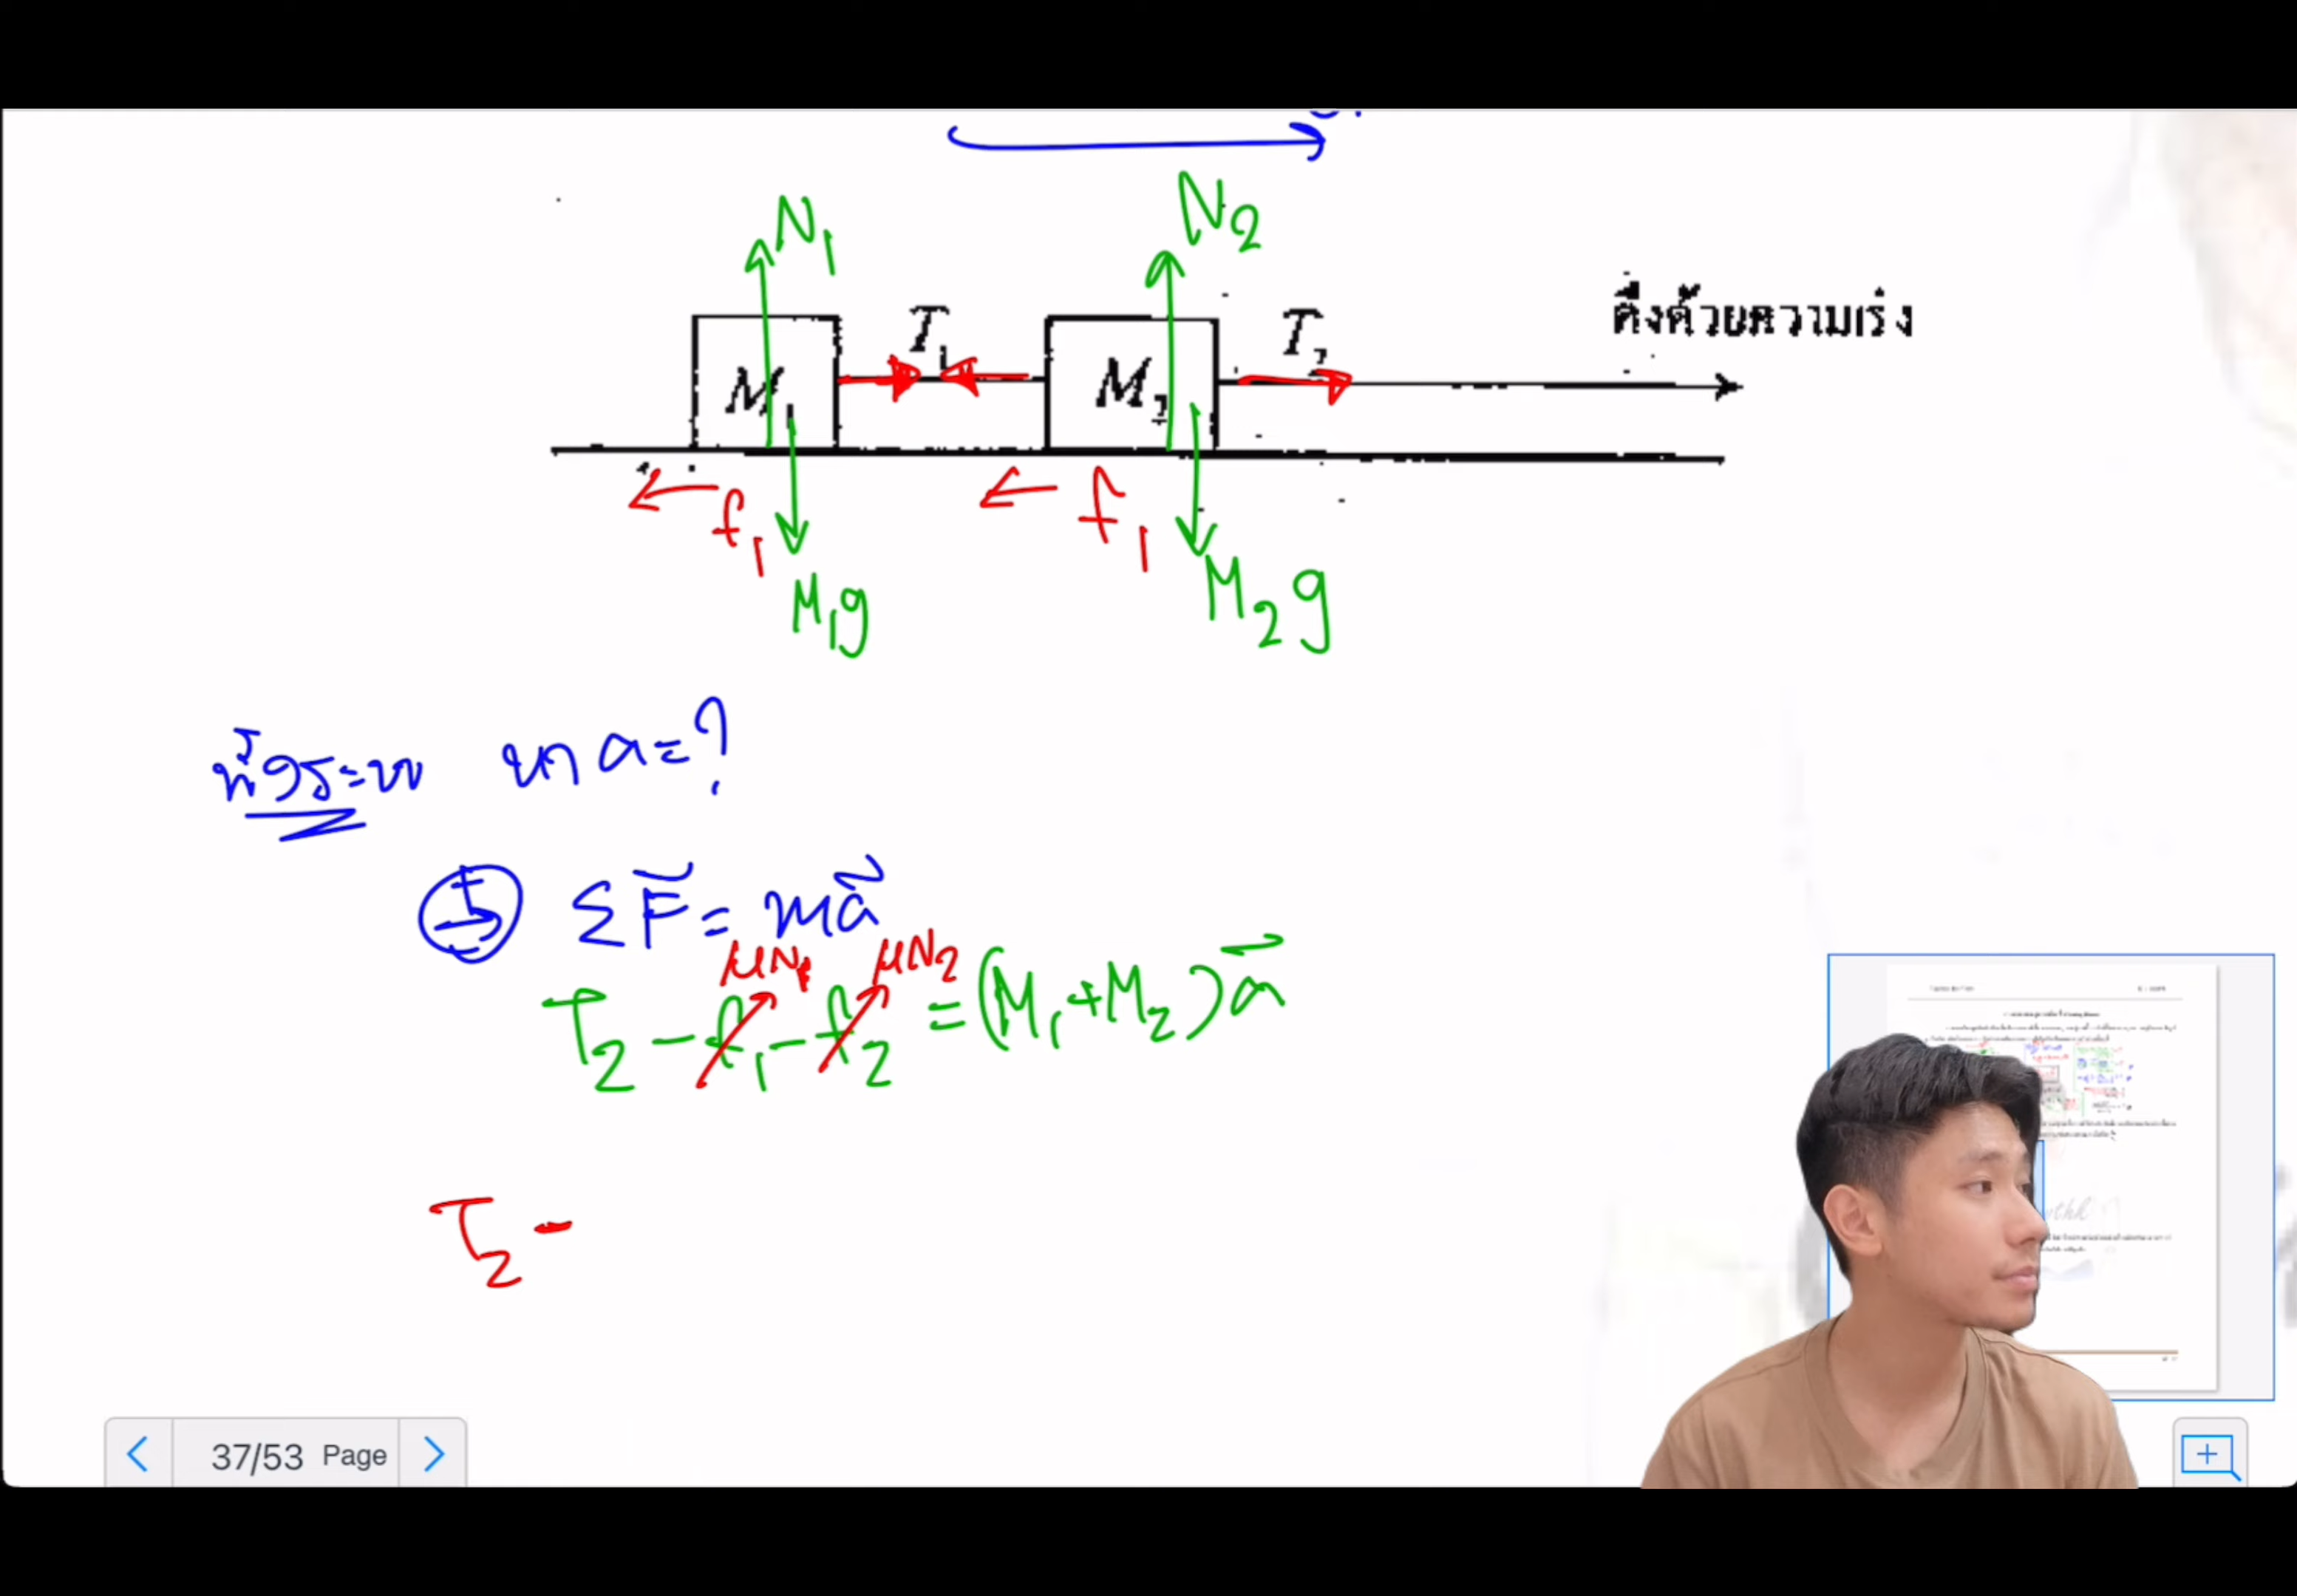 N₁
N₂
T₁
T₂
ดึงด้วยความเร่ง
M₁
M₂
f₁
f₁
M₁g
M₂g
ทั้งระบบ หา a=?
ΣF⃗ = ma⃗
μN₁ μN₂
T₂ - f₁ - f₂ = (M₁+M₂)a⃗
T₂ -
37/53 Page